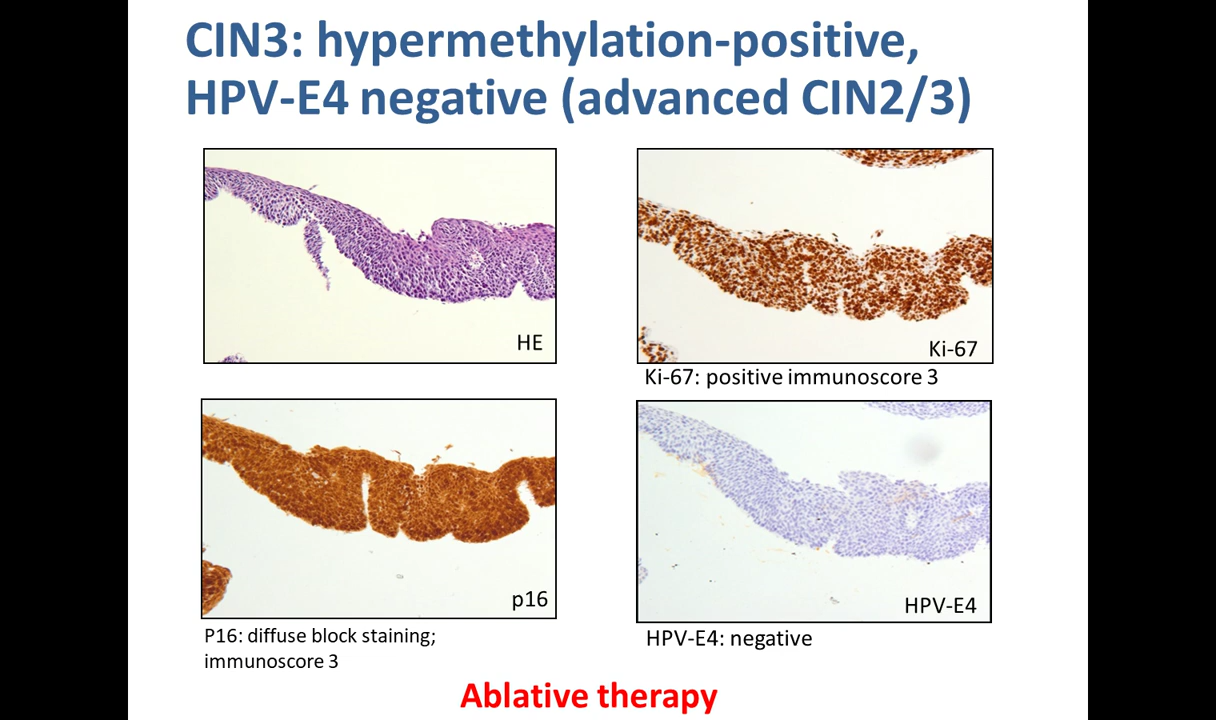 CIN3: hypermethylation-positive,
HPV-E4 negative (advanced CIN2/3)
HE
Ki-67
Ki-67: positive immunoscore 3
p16
P16: diffuse block staining;
immunoscore 3
HPV-E4
HPV-E4: negative
Ablative therapy